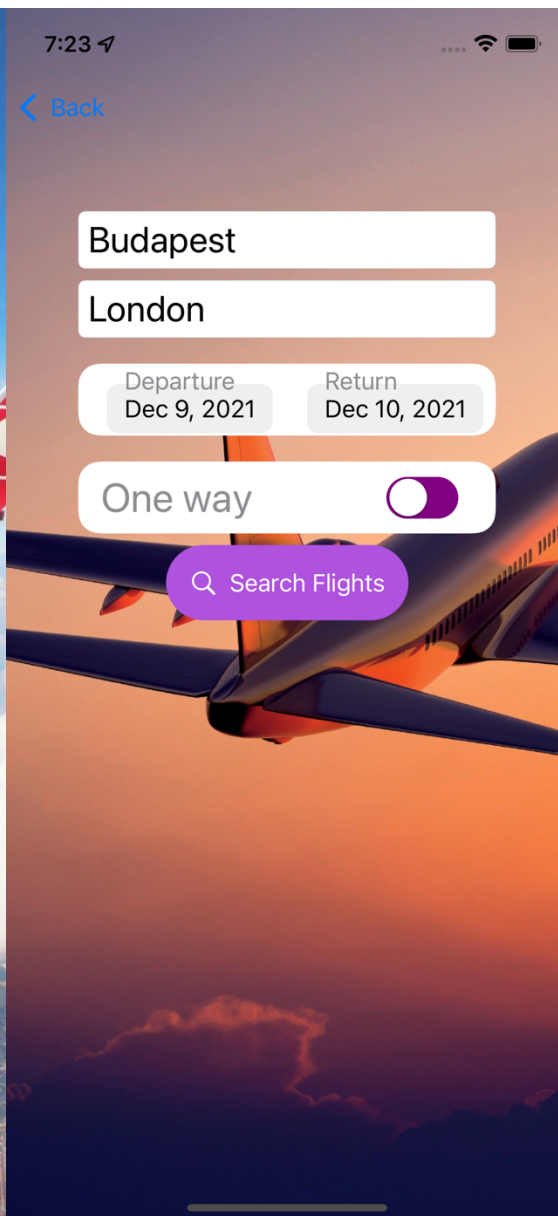 7:23
Back
Budapest
London
Departure Return
Dec 9, 2021 Dec 10, 2021
One way
Search Flights